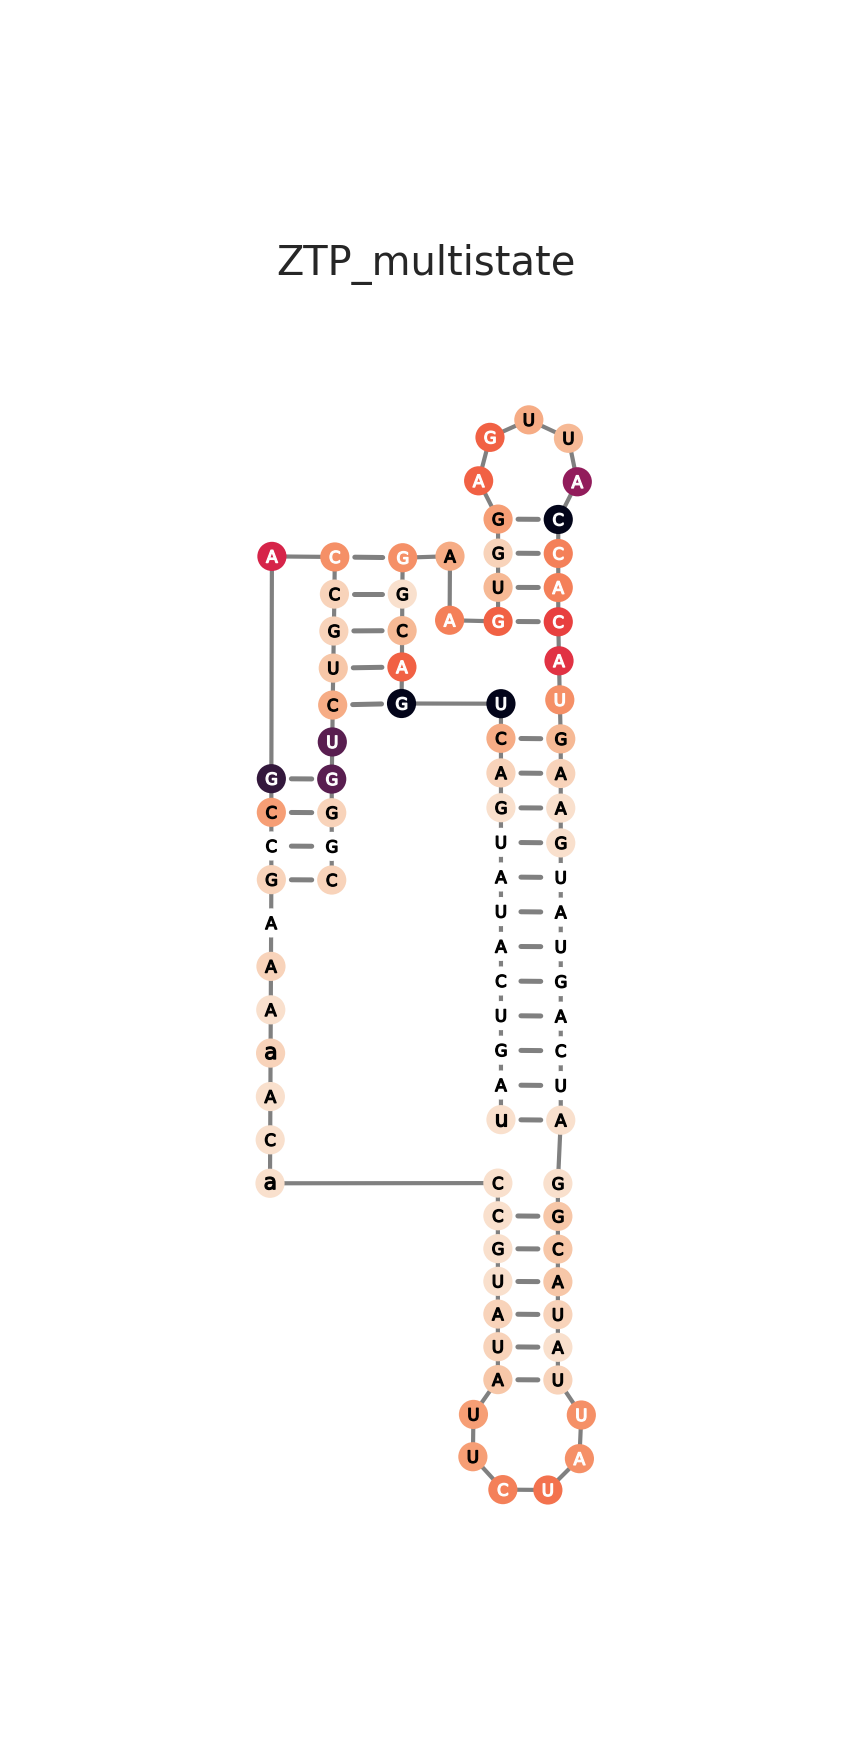 ZTP_multistate
U
G U
A A
G C
A C G A G C
C G U A
G C A G C
U A A
C G U U
U C G
G G A A
C G G A
C G U G
G C A U
A U A
A A U
A C G
a U A
A G C
C A U
a U A
C G
C G
G C
U A
A U
U A
A U
U U
U A
C U